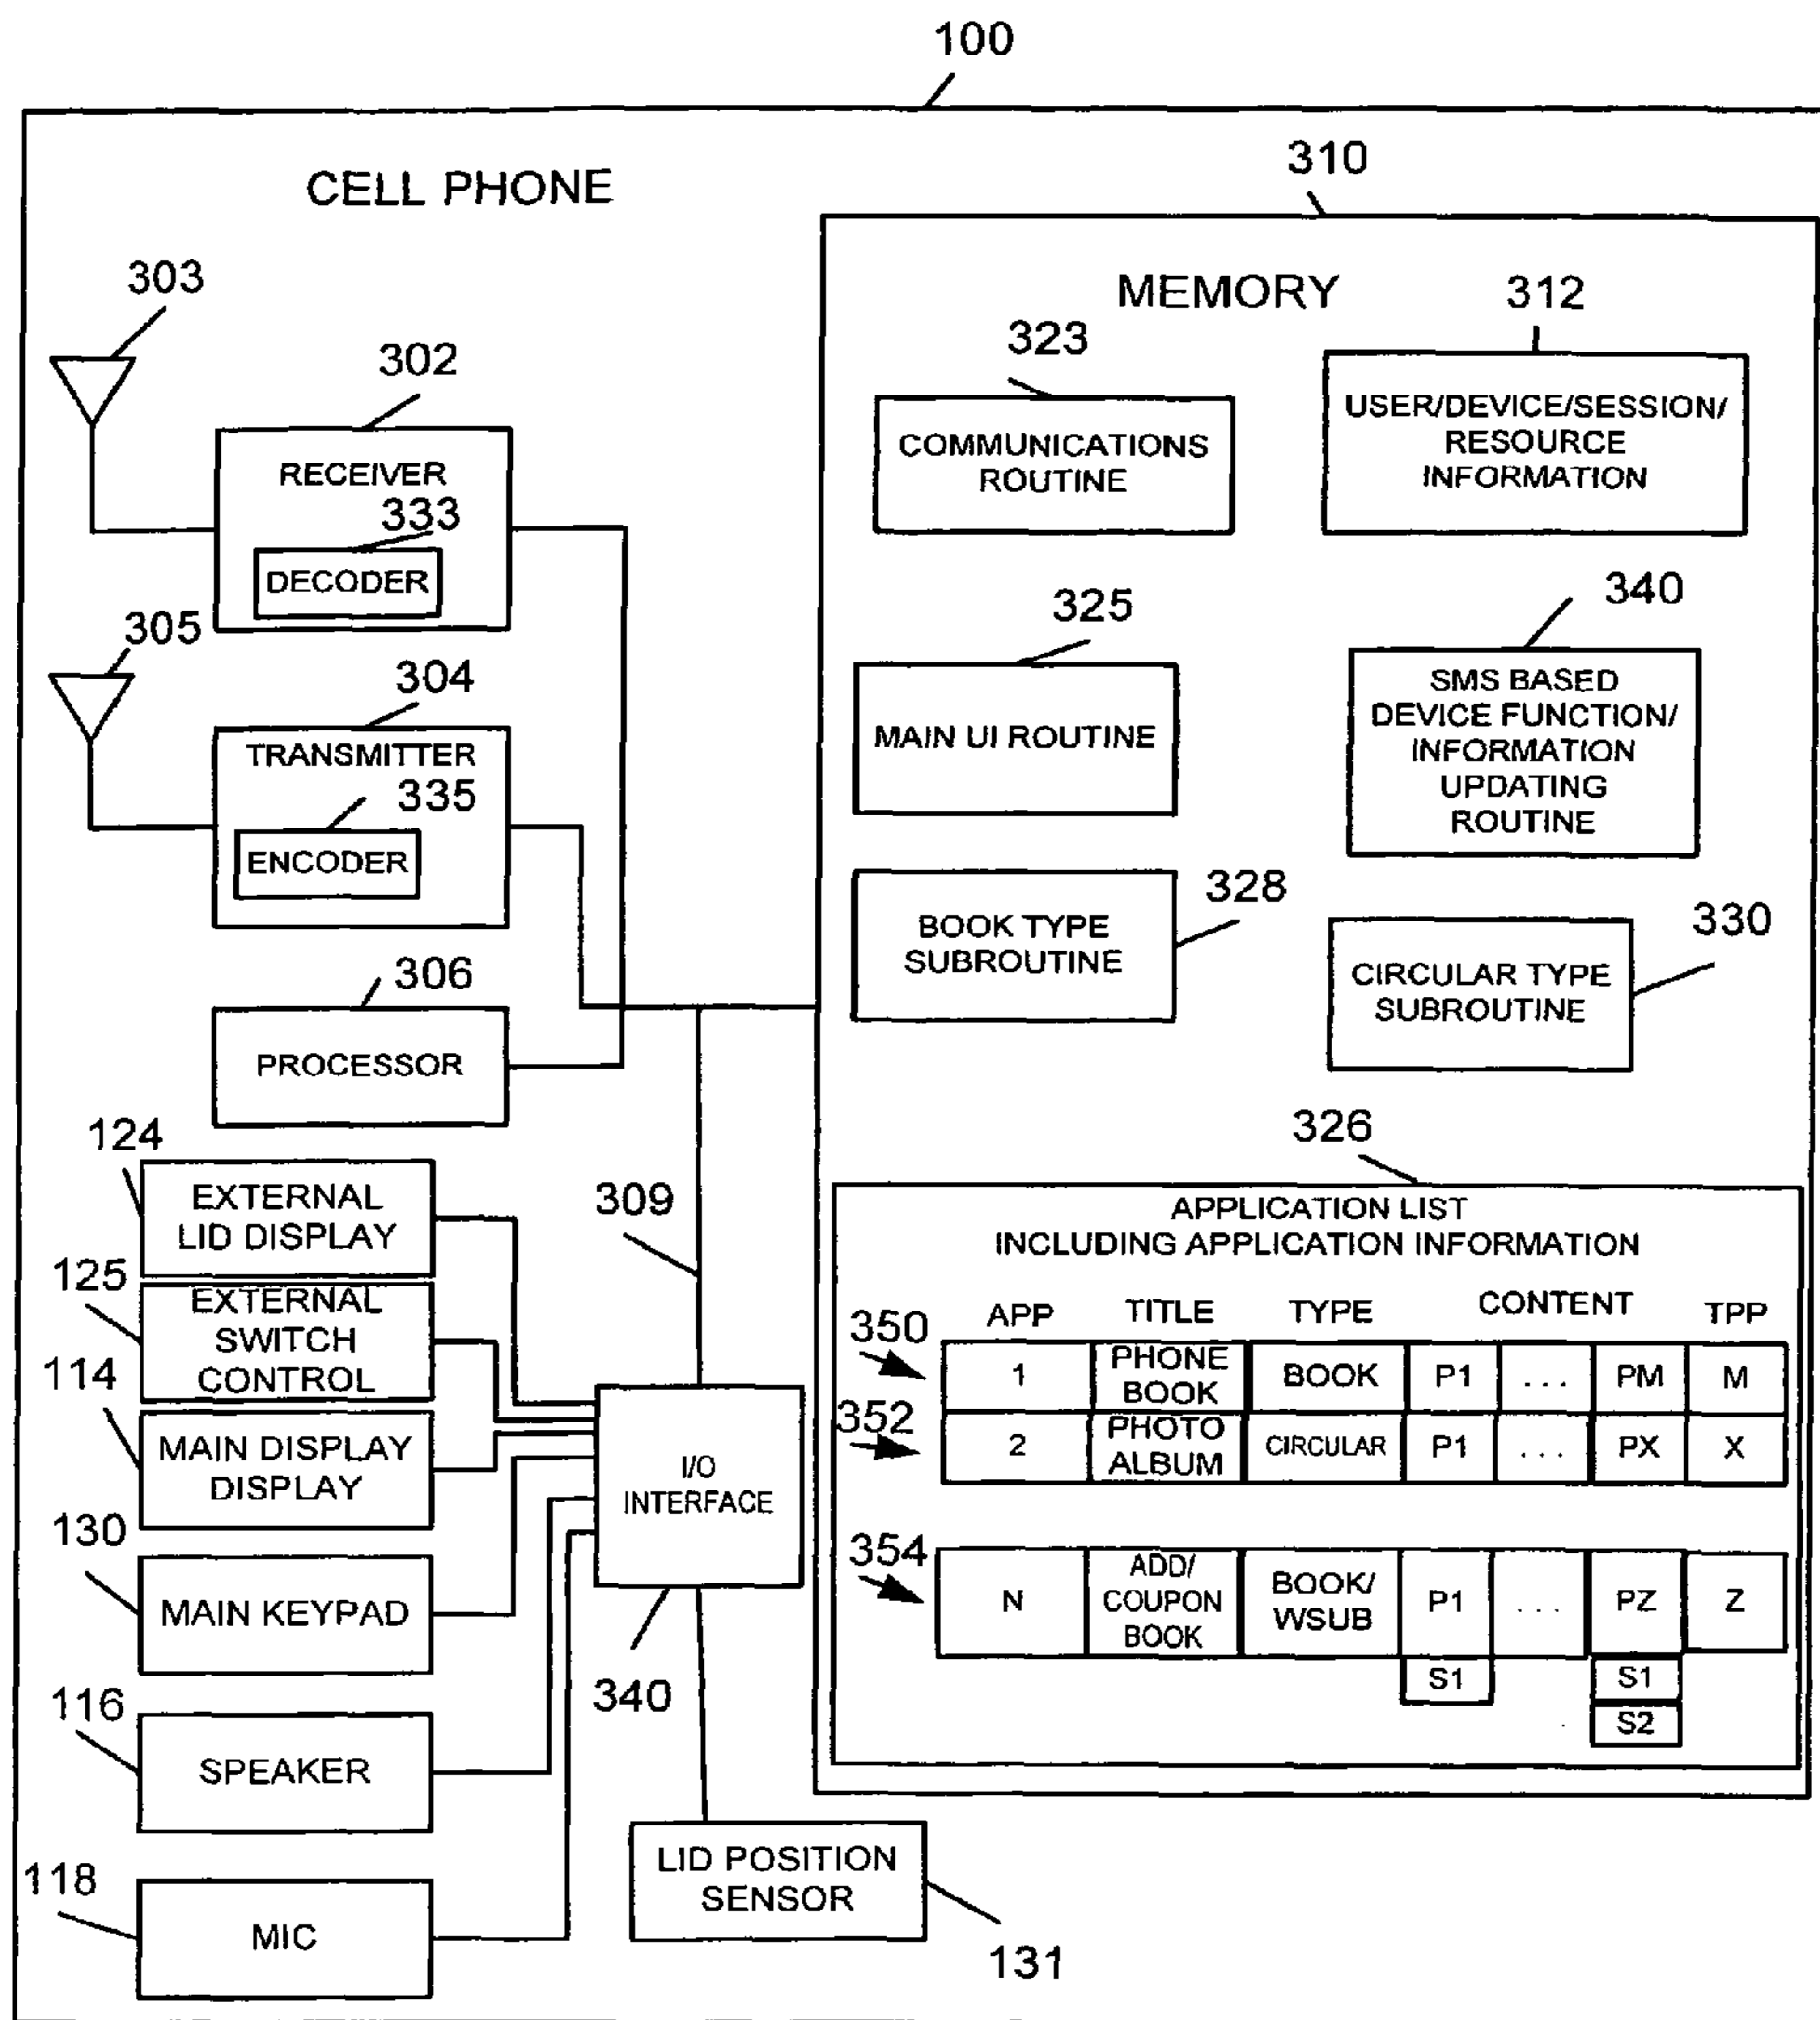 100
CELL PHONE
310
MEMORY
303
302
RECEIVER
333
DECODER
305
304
TRANSMITTER
335
ENCODER
306
PROCESSOR
323
COMMUNICATIONS
ROUTINE
312
USER/DEVICE/SESSION/
RESOURCE
INFORMATION
325
MAIN UI ROUTINE
340
SMS BASED
DEVICE FUNCTION/
INFORMATION
UPDATING
ROUTINE
328
BOOK TYPE
SUBROUTINE
330
CIRCULAR TYPE
SUBROUTINE
124
EXTERNAL
LID DISPLAY
125
EXTERNAL
SWITCH
CONTROL
114
MAIN DISPLAY
DISPLAY
130
MAIN KEYPAD
116
SPEAKER
118
MIC
309
I/O
INTERFACE
340
LID POSITION
SENSOR
131
326
APPLICATION LIST
INCLUDING APPLICATION INFORMATION
APP TITLE TYPE CONTENT TPP
350
1 PHONE BOOK BOOK P1 ... PM M
352
2 PHOTO ALBUM CIRCULAR P1 ... PX X
354
N ADD/ COUPON BOOK BOOK/ WSUB P1 ... PZ Z
S1 S1
S2